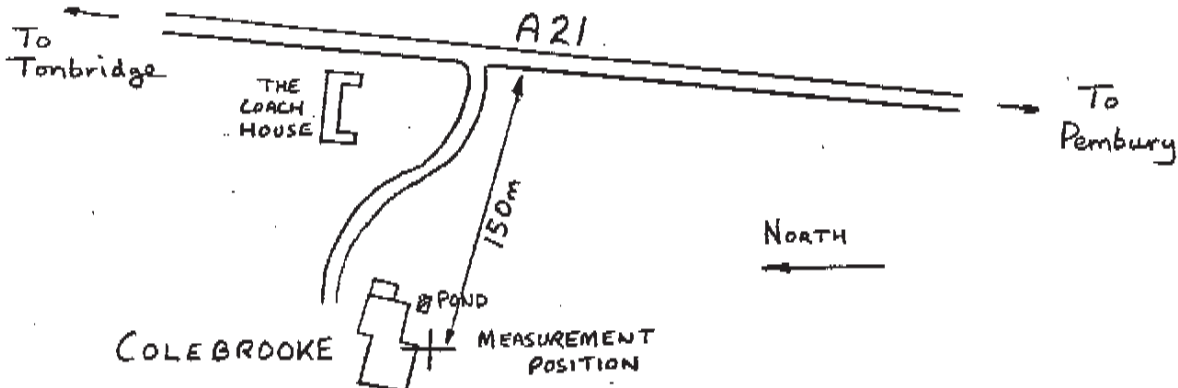 A21
To
Tonbridge
THE
COACH
HOUSE
To
Pembury
150m
NORTH
POND
COLEBROOKE
MEASUREMENT
POSITION